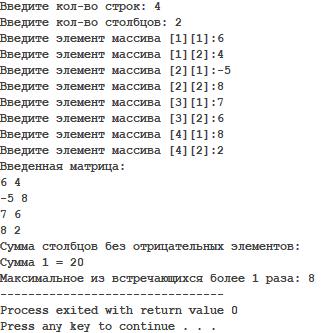 Введите кол-во строк: 4
Введите кол-во столбцов: 2
Введите элемент массива [1][1]:6
Введите элемент массива [1][2]:4
Введите элемент массива [2][1]:-5
Введите элемент массива [2][2]:8
Введите элемент массива [3][1]:7
Введите элемент массива [3][2]:6
Введите элемент массива [4][1]:8
Введите элемент массива [4][2]:2
Введенная матрица:
6 4
-5 8
7 6
8 2
Сумма столбцов без отрицательных элементов:
Сумма 1 = 20
Максимальное из встречающихся более 1 раза: 8
--------------------------------
Process exited with return value 0
Press any key to continue . . .